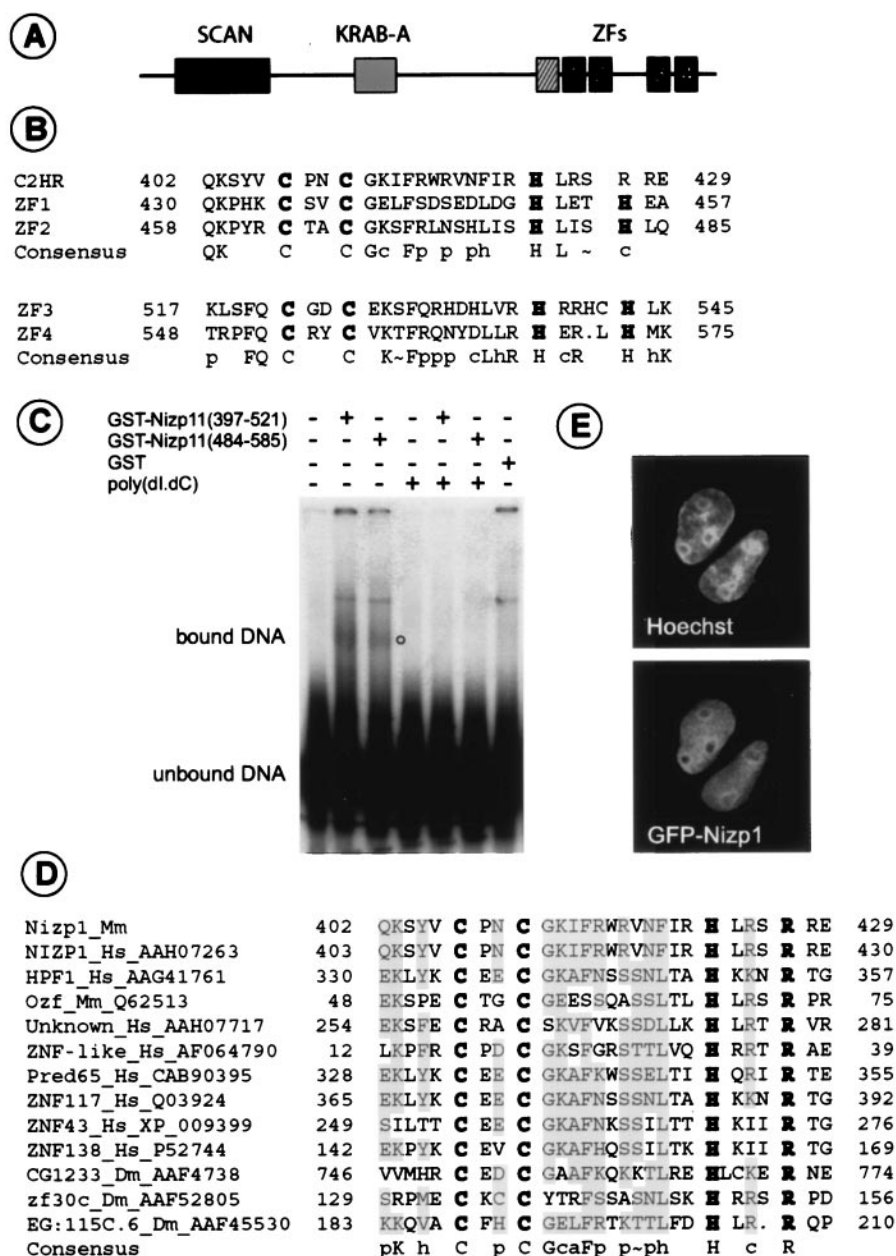 A
SCAN KRAB-A ZFs
B
C2HR 402 QKSYV C PN C GKIFRWRVNFIR H LRS R RE 429
ZF1 430 QKPHK C SV C GELFSDSEDLDG H LET H EA 457
ZF2 458 QKPYR C TA C GKSFRLNSHLIS H LIS H LQ 485
Consensus QK C C Gc Fp p ph H L ~ c
ZF3 517 KLSFQ C GD C EKSFQRHDHLVR H RRHC H LK 545
ZF4 548 TRPFQ C RY C VKTFRQNYDLLR H ER.L H MK 575
Consensus p FQ C C K~Fppp cLhR H cR H hK
C
GST-Nizp11(397-521) - + - - + - -
GST-Nizp11(484-585) - - + - - + -
GST - - - - - - +
poly(dI.dC) - - - + + + -
bound DNA
unbound DNA
E
Hoechst
GFP-Nizp1
D
Nizp1_Mm 402 QKSYV C PN C GKIFRWRVNFIR H LRS R RE 429
NIZP1_Hs_AAH07263 403 QKSYV C PN C GKIFRWRVNFIR H LRS R RE 430
HPF1_Hs_AAG41761 330 EKLYK C EE C GKAFNSSSNLTA H KKN R TG 357
Ozf_Mm_Q62513 48 EKSPE C TG C GEESSQASSLTL H LRS R PR 75
Unknown_Hs_AAH07717 254 EKSFE C RA C SKVFVKSSDLLK H LRT R VR 281
ZNF-like_Hs_AF064790 12 LKPFR C PD C GKSFGRSTTLVQ H RRT R AE 39
Pred65_Hs_CAB90395 328 EKLYK C EE C GKAFKWSSELTI H QRI R TE 355
ZNF117_Hs_Q03924 365 EKLYK C EE C GKAFNSSSNLTA H KKN R TG 392
ZNF43_Hs_XP_009399 249 SILTT C EE C GKAFNKSSILTT H KII R TG 276
ZNF138_Hs_P52744 142 EKPYK C EV C GKAFHQSSILTK H KII R TG 169
CG1233_Dm_AAF4738 746 VVMHR C ED C GAAFKQKKTLRE HLCKE R NE 774
zf30c_Dm_AAF52805 129 SRPME C KC C YTRFSSASNLSK H RRS R PD 156
EG:115C.6_Dm_AAF45530 183 KKQVA C FH C GELFRTKTTLFD H LR. R QP 210
Consensus pK h C p C GcaFp p~ph H c R